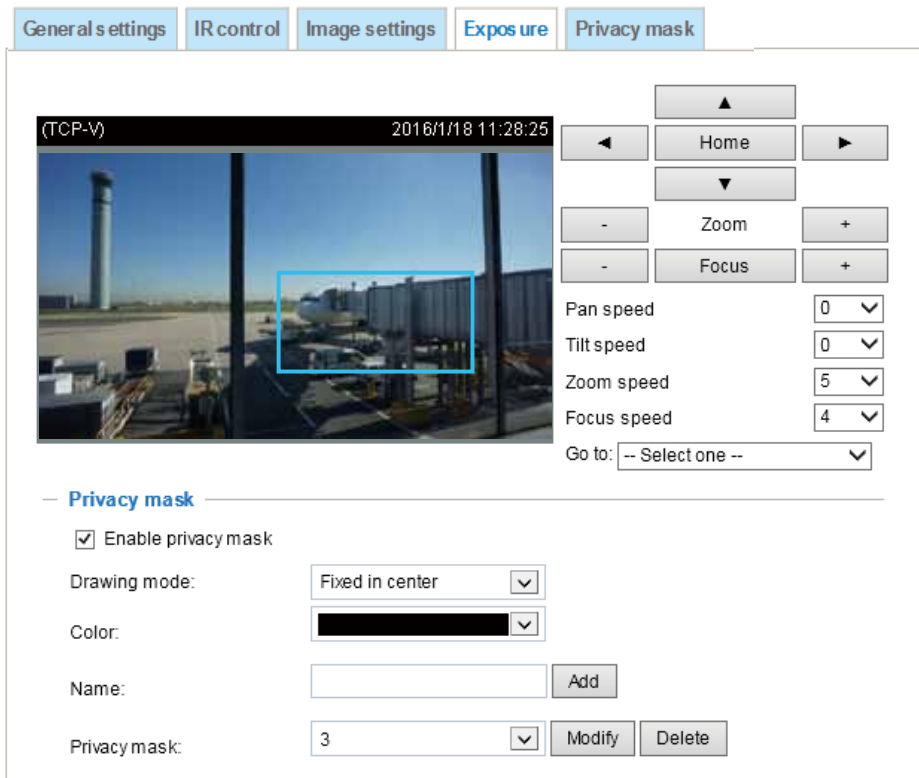 General settings IR control Image settings Exposure Privacy mask
(TCP-V) 2016/1/18 11:28:25
▲
◄ Home ►
▼
- Zoom +
- Focus +
Pan speed 0
Tilt speed 0
Zoom speed 5
Focus speed 4
Go to: -- Select one --
Privacy mask
Enable privacy mask
Drawing mode: Fixed in center
Color:
Name: Add
Privacy mask: 3 Modify Delete